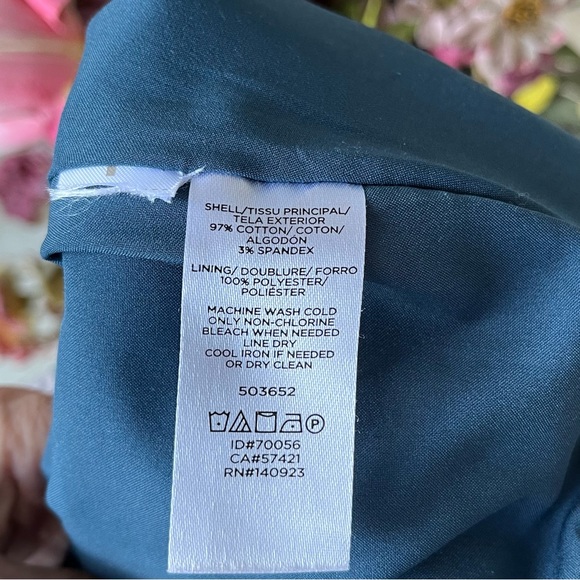 SHELL/TISSU PRINCIPAL/
TELA EXTERIOR
97% COTTON/ COTON/
ALGODÓN
3% SPANDEX
LINING/ DOUBLURE/ FORRO
100% POLYESTER/
POLIÉSTER
MACHINE WASH COLD
ONLY NON-CHLORINE
BLEACH WHEN NEEDED
LINE DRY
COOL IRON IF NEEDED
OR DRY CLEAN
503652
P
ID#70056
CA#57421
RN#140923